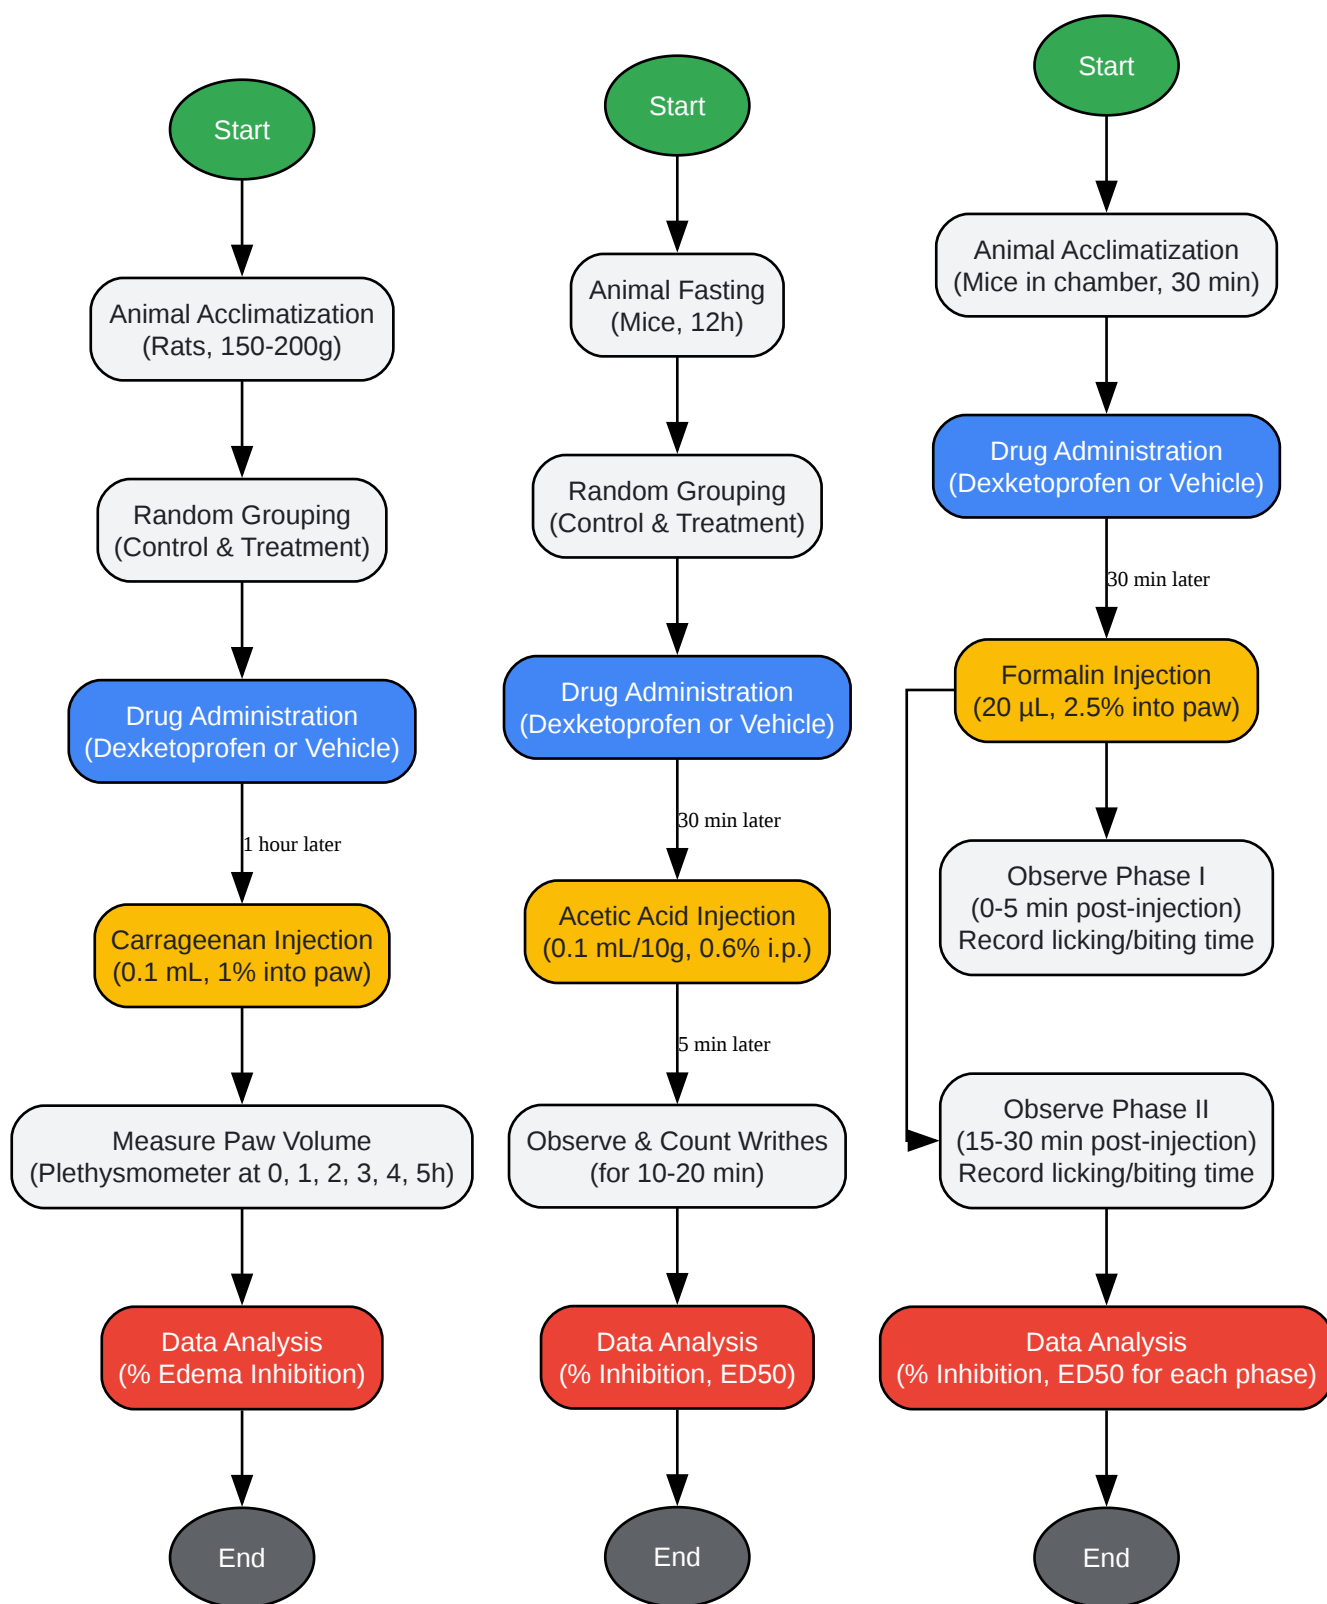 Start
Animal Acclimatization
(Rats, 150-200g)
Random Grouping
(Control & Treatment)
Drug Administration
(Dexketoprofen or Vehicle)
1 hour later
Carrageenan Injection
(0.1 mL, 1% into paw)
Measure Paw Volume
(Plethysmometer at 0, 1, 2, 3, 4, 5h)
Data Analysis
(% Edema Inhibition)
End
Start
Animal Fasting
(Mice, 12h)
Random Grouping
(Control & Treatment)
Drug Administration
(Dexketoprofen or Vehicle)
30 min later
Acetic Acid Injection
(0.1 mL/10g, 0.6% i.p.)
5 min later
Observe & Count Writhes
(for 10-20 min)
Data Analysis
(% Inhibition, ED50)
End
Start
Animal Acclimatization
(Mice in chamber, 30 min)
Drug Administration
(Dexketoprofen or Vehicle)
30 min later
Formalin Injection
(20 µL, 2.5% into paw)
Observe Phase I
(0-5 min post-injection)
Record licking/biting time
Observe Phase II
(15-30 min post-injection)
Record licking/biting time
Data Analysis
(% Inhibition, ED50 for each phase)
End